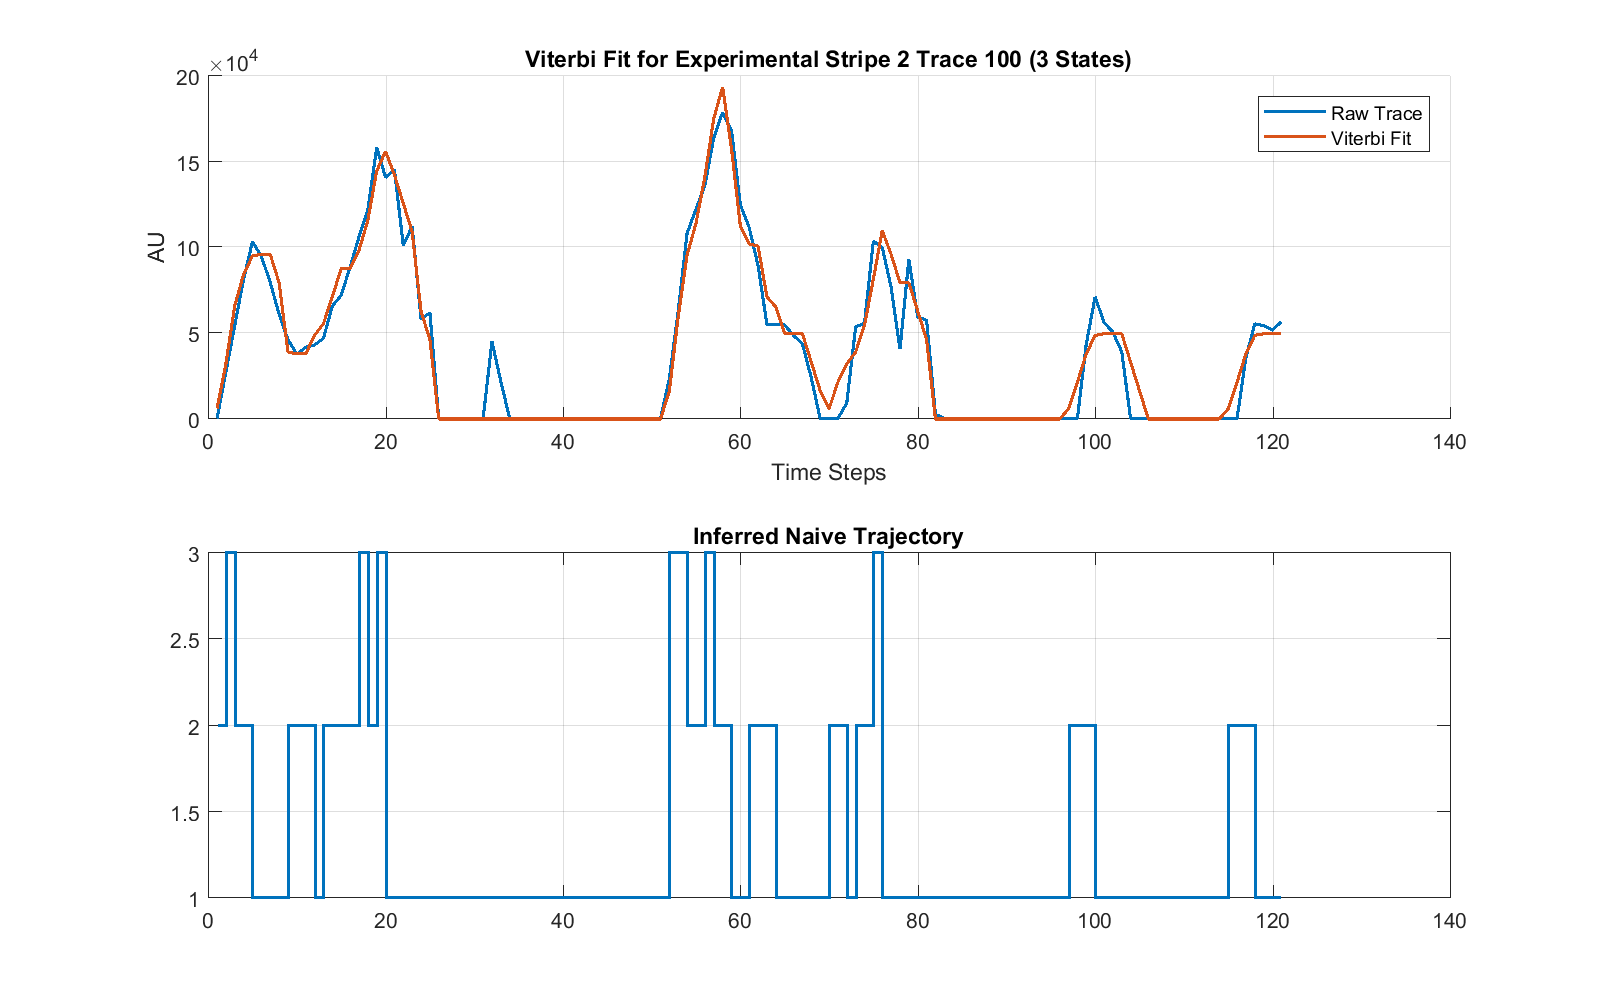 Viterbi Fit for Experimental Stripe 2 Trace 100 (3 States)
×10⁴
20
15
10
5
0
AU
Raw Trace
Viterbi Fit
0 20 40 60 80 100 120 140
Time Steps
Inferred Naive Trajectory
3
2.5
2
1.5
1
0 20 40 60 80 100 120 140